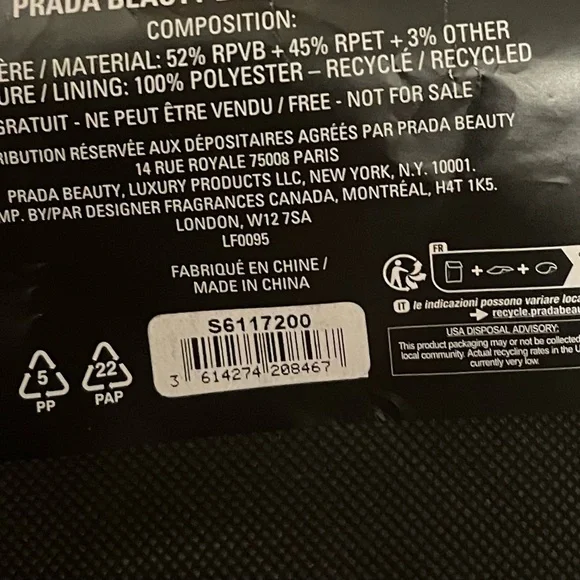 PRADA BEAUTY
COMPOSITION:
ÈRE / MATERIAL: 52% RPVB + 45% RPET + 3% OTHER
URE / LINING: 100% POLYESTER – RECYCLÉ / RECYCLED
GRATUIT - NE PEUT ÊTRE VENDU / FREE - NOT FOR SALE
RIBUTION RÉSERVÉE AUX DÉPOSITAIRES AGRÉÉS PAR PRADA BEAUTY
14 RUE ROYALE 75008 PARIS
PRADA BEAUTY, LUXURY PRODUCTS LLC, NEW YORK, N.Y. 10001.
MP. BY/PAR DESIGNER FRAGRANCES CANADA, MONTRÉAL, H4T 1K5.
LONDON, W12 7SA
LF0095
FABRIQUÉ EN CHINE /
MADE IN CHINA
FR
+ +
IT le indicazioni possono variare loca
recycle.pradabeau
USA DISPOSAL ADVISORY:
This product packaging may or not be collected
local community. Actual recycling rates in the U
currently very low.
S6117200
3 614274 208467
5
PP
22
PAP